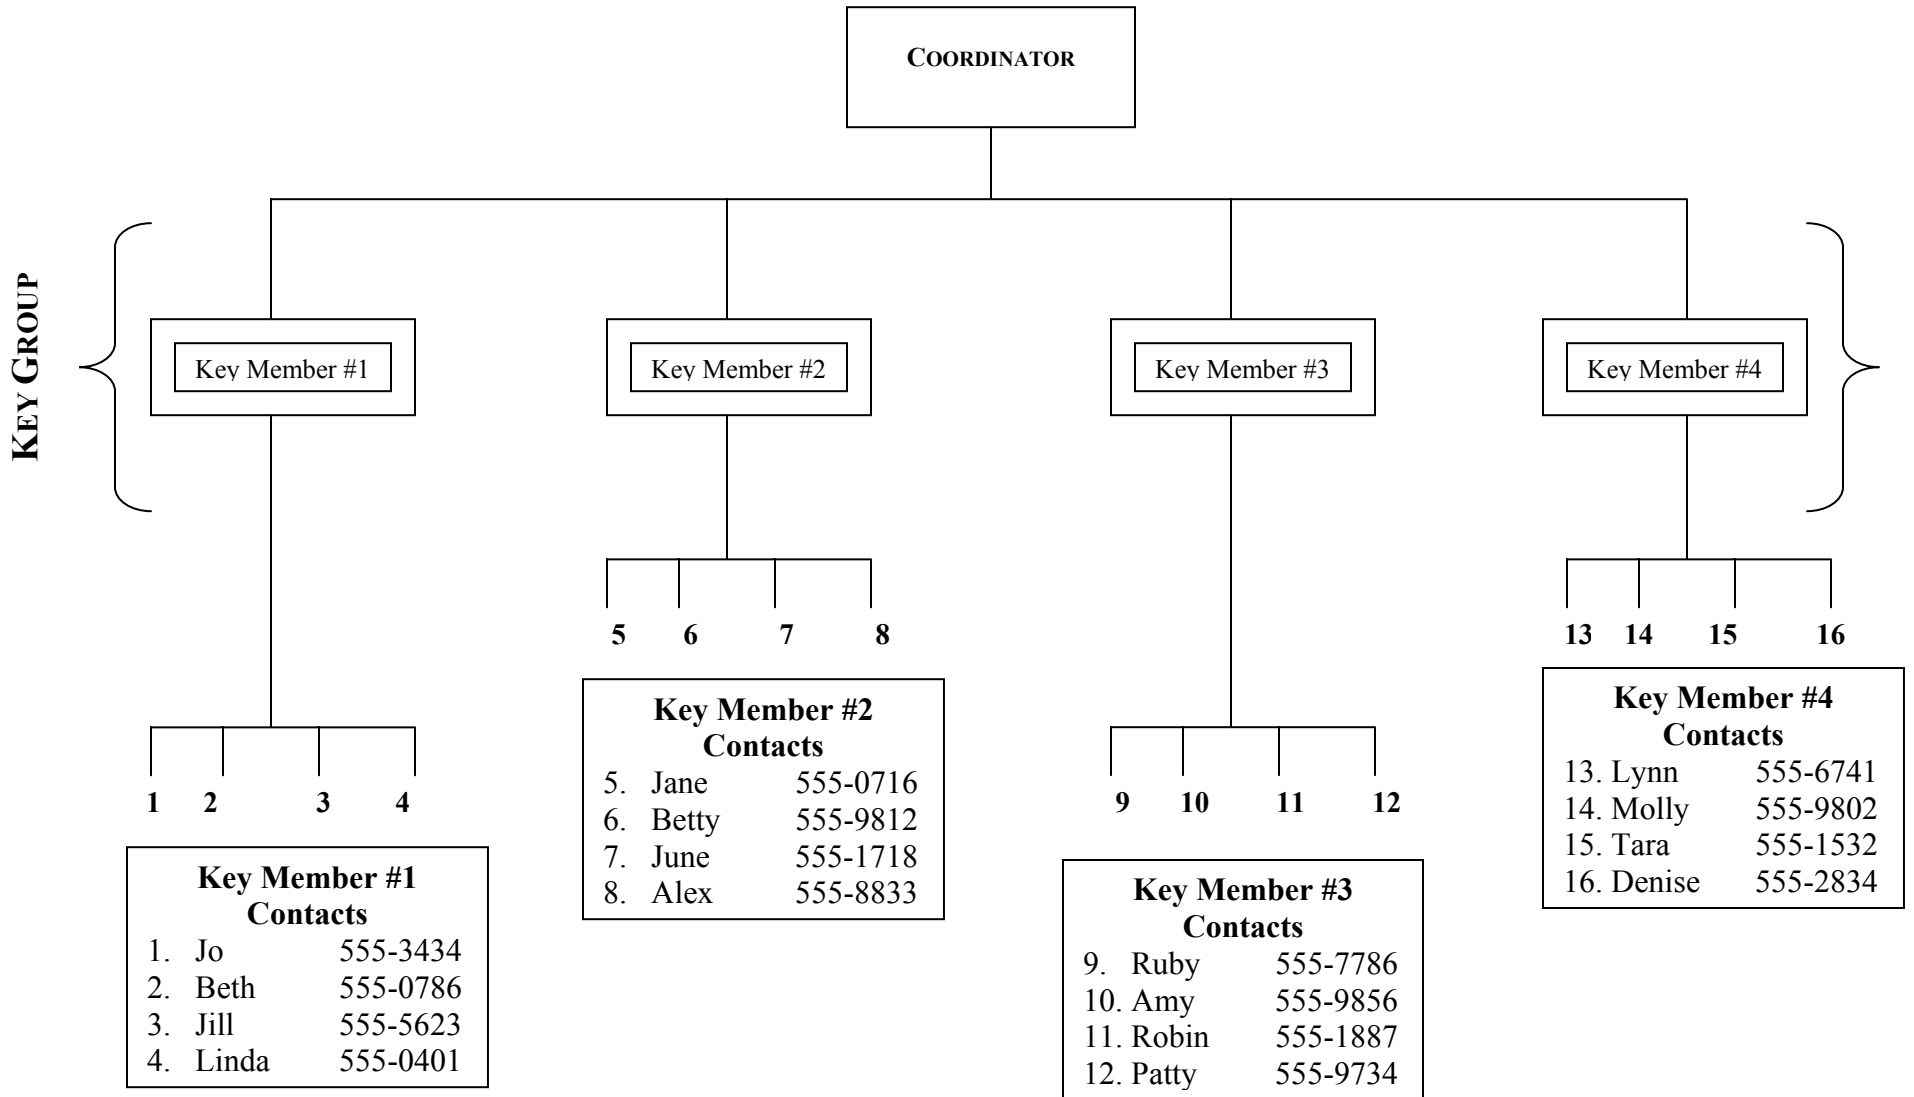 COORDINATOR
KEY GROUP
Key Member #1
Key Member #2
Key Member #3
Key Member #4
5 6 7 8
13 14 15 16
1 2 3 4
9 10 11 12
Key Member #2
Contacts
5. Jane 555-0716
6. Betty 555-9812
7. June 555-1718
8. Alex 555-8833
Key Member #4
Contacts
13. Lynn 555-6741
14. Molly 555-9802
15. Tara 555-1532
16. Denise 555-2834
Key Member #1
Contacts
1. Jo 555-3434
2. Beth 555-0786
3. Jill 555-5623
4. Linda 555-0401
Key Member #3
Contacts
9. Ruby 555-7786
10. Amy 555-9856
11. Robin 555-1887
12. Patty 555-9734